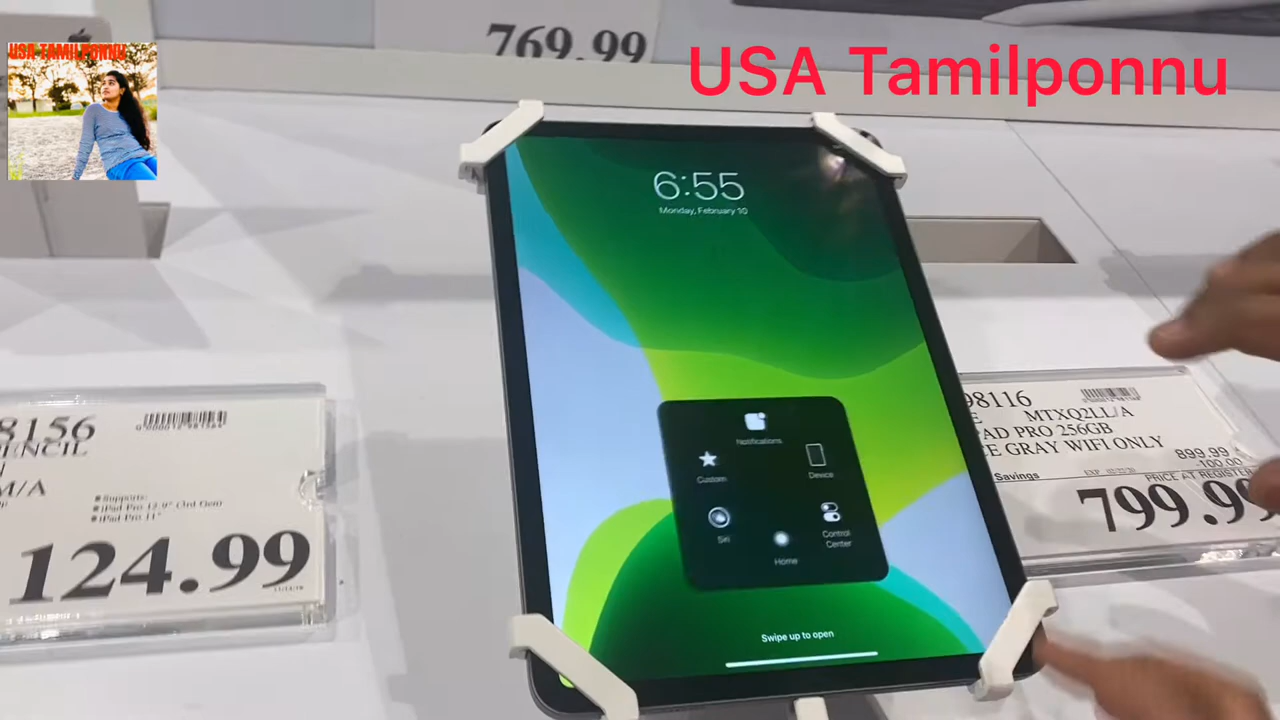 769.99
USA Tamilponnu
USA TAMILPONNU
6:55
Monday, February 10
Notifications
Custom
Device
Siri
Control
Center
Home
Swipe up to open
8156
PENCIL
M/A
Supports:
iPad Pro 12.9" (3rd Gen)
iPad Pro 11"
124.99
98116
MTXQ2LL/A
AD PRO 256GB
E GRAY WIFI ONLY
899.99
Savings
-100.00
PRICE AT REGISTER
799.99